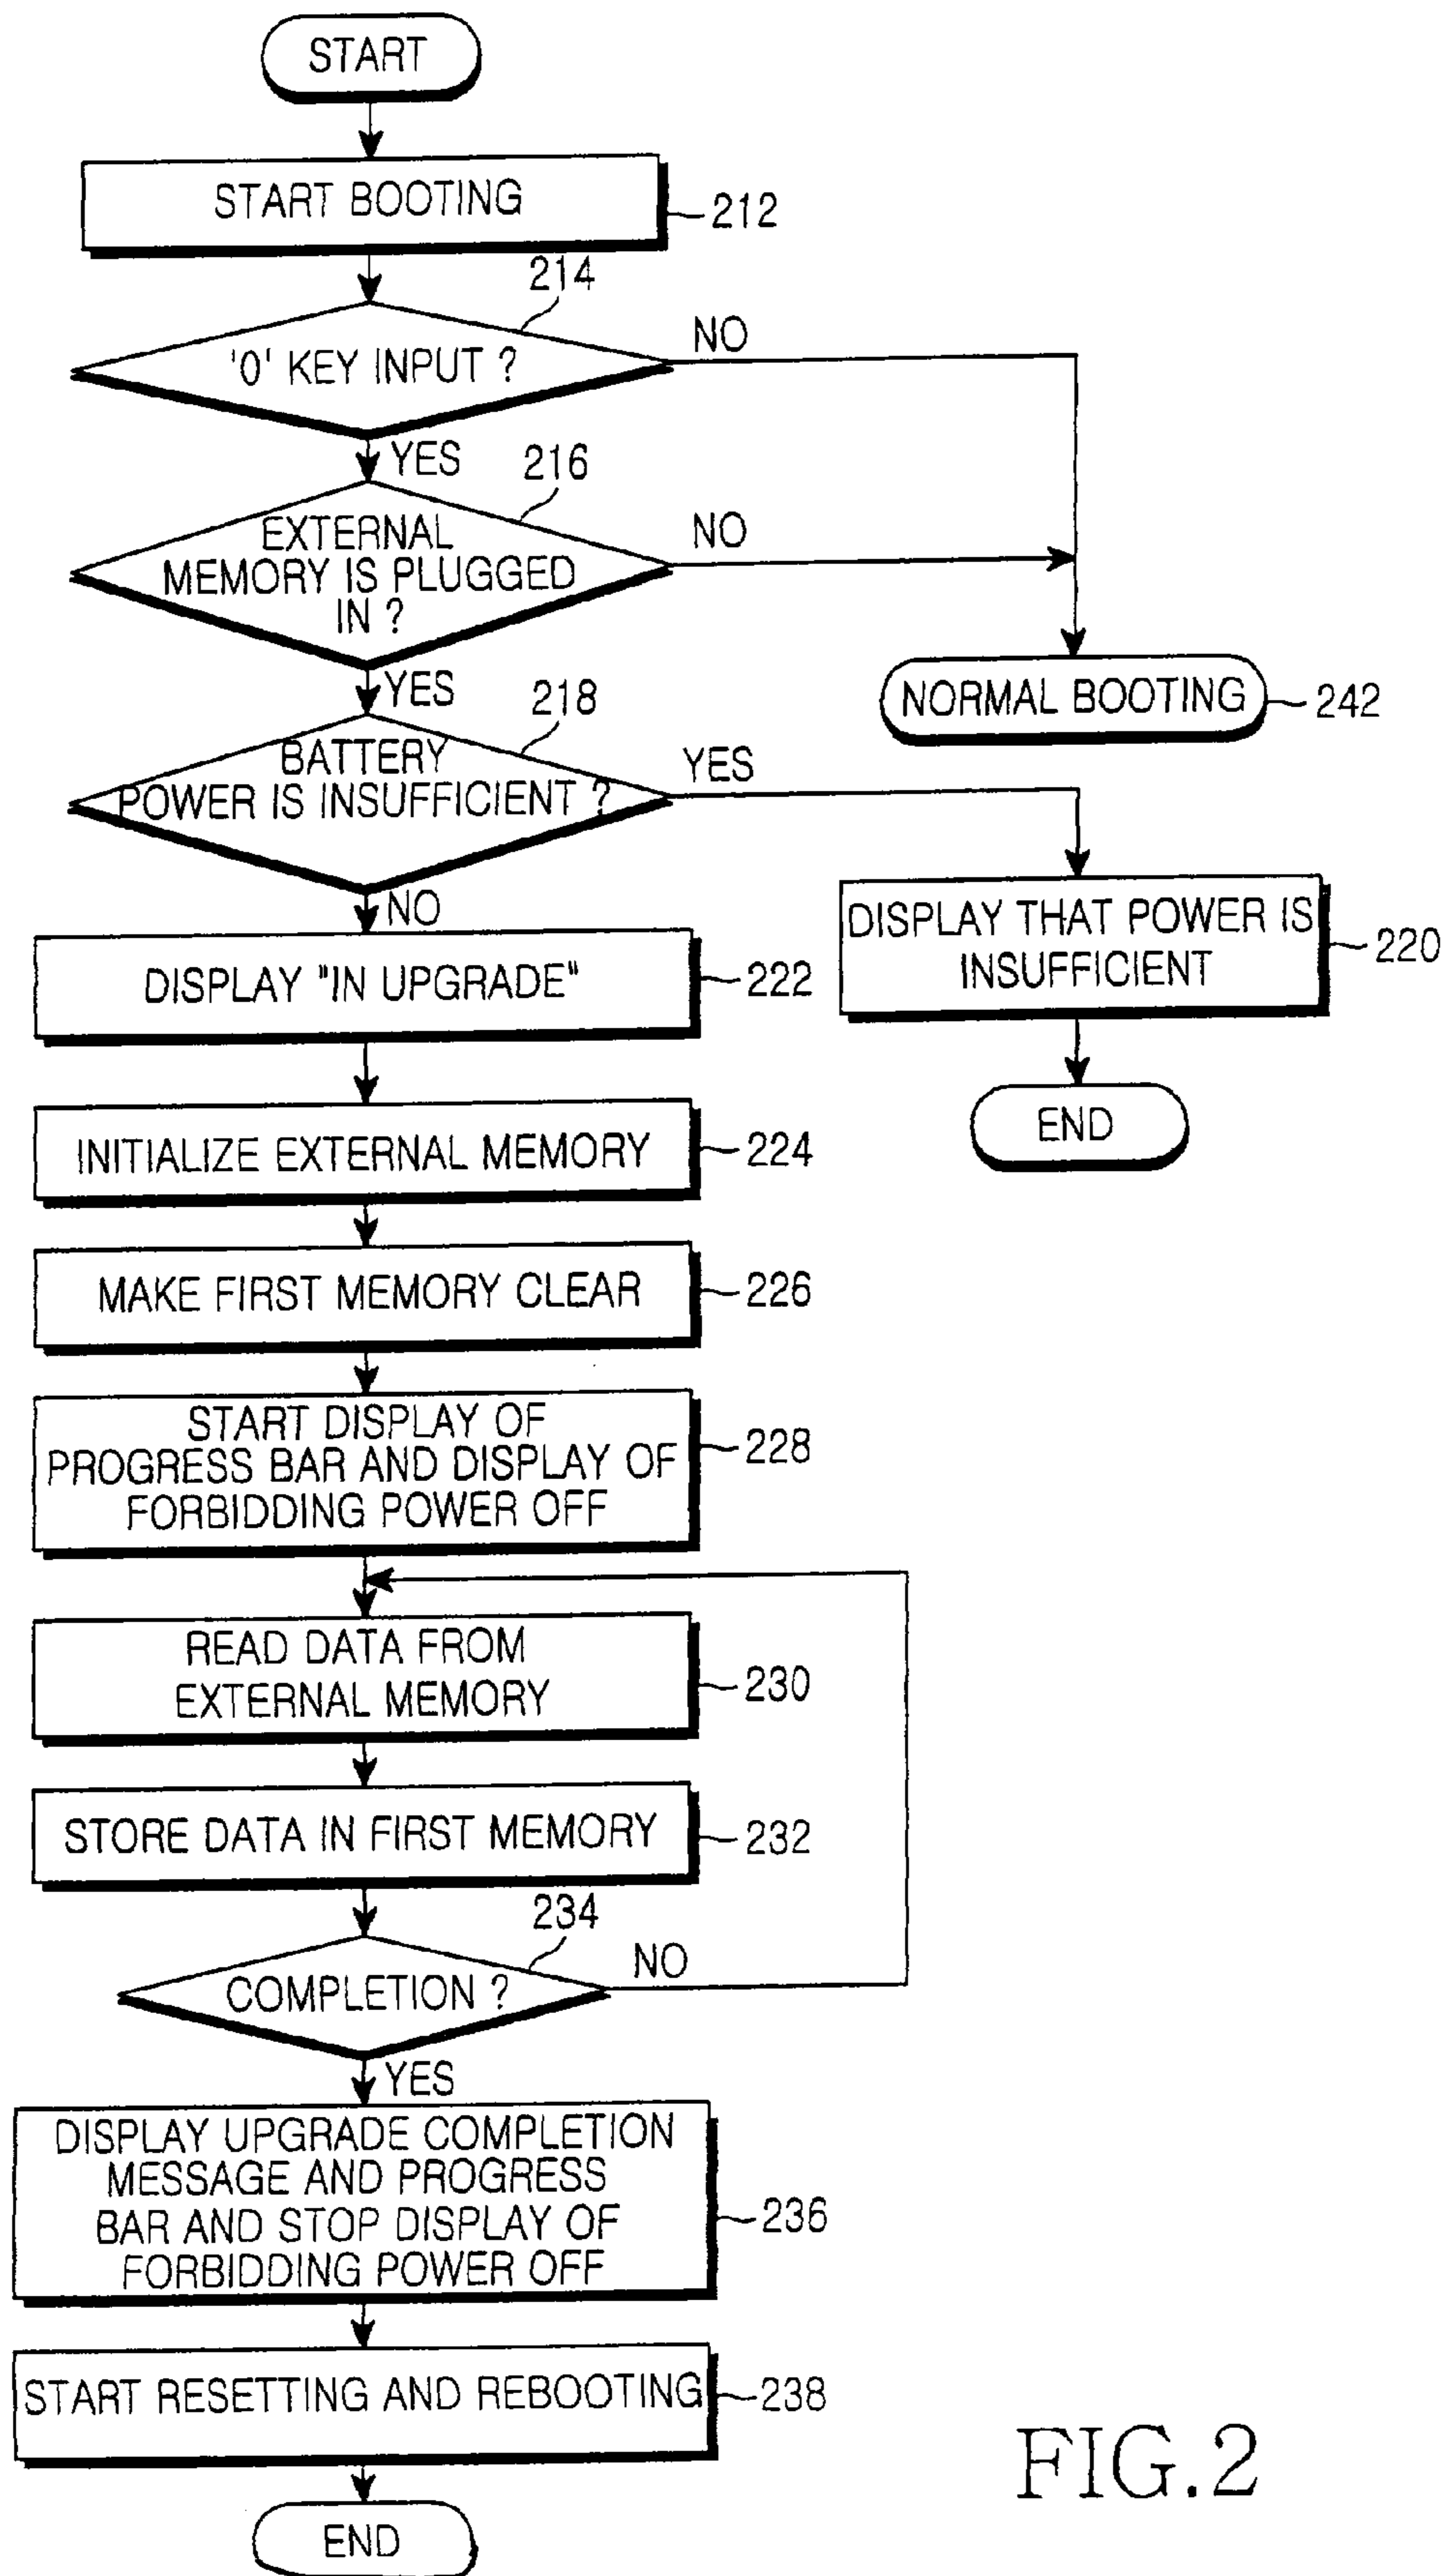 START
START BOOTING
212
214
'0' KEY INPUT ?
NO
YES
216
EXTERNAL
MEMORY IS PLUGGED
IN ?
NO
YES
NORMAL BOOTING
242
218
BATTERY
POWER IS INSUFFICIENT ?
YES
NO
DISPLAY THAT POWER IS
INSUFFICIENT
220
END
DISPLAY "IN UPGRADE"
222
INITIALIZE EXTERNAL MEMORY
224
MAKE FIRST MEMORY CLEAR
226
START DISPLAY OF
PROGRESS BAR AND DISPLAY OF
FORBIDDING POWER OFF
228
READ DATA FROM
EXTERNAL MEMORY
230
STORE DATA IN FIRST MEMORY
232
234
COMPLETION ?
NO
YES
DISPLAY UPGRADE COMPLETION
MESSAGE AND PROGRESS
BAR AND STOP DISPLAY OF
FORBIDDING POWER OFF
236
START RESETTING AND REBOOTING
238
END
FIG.2